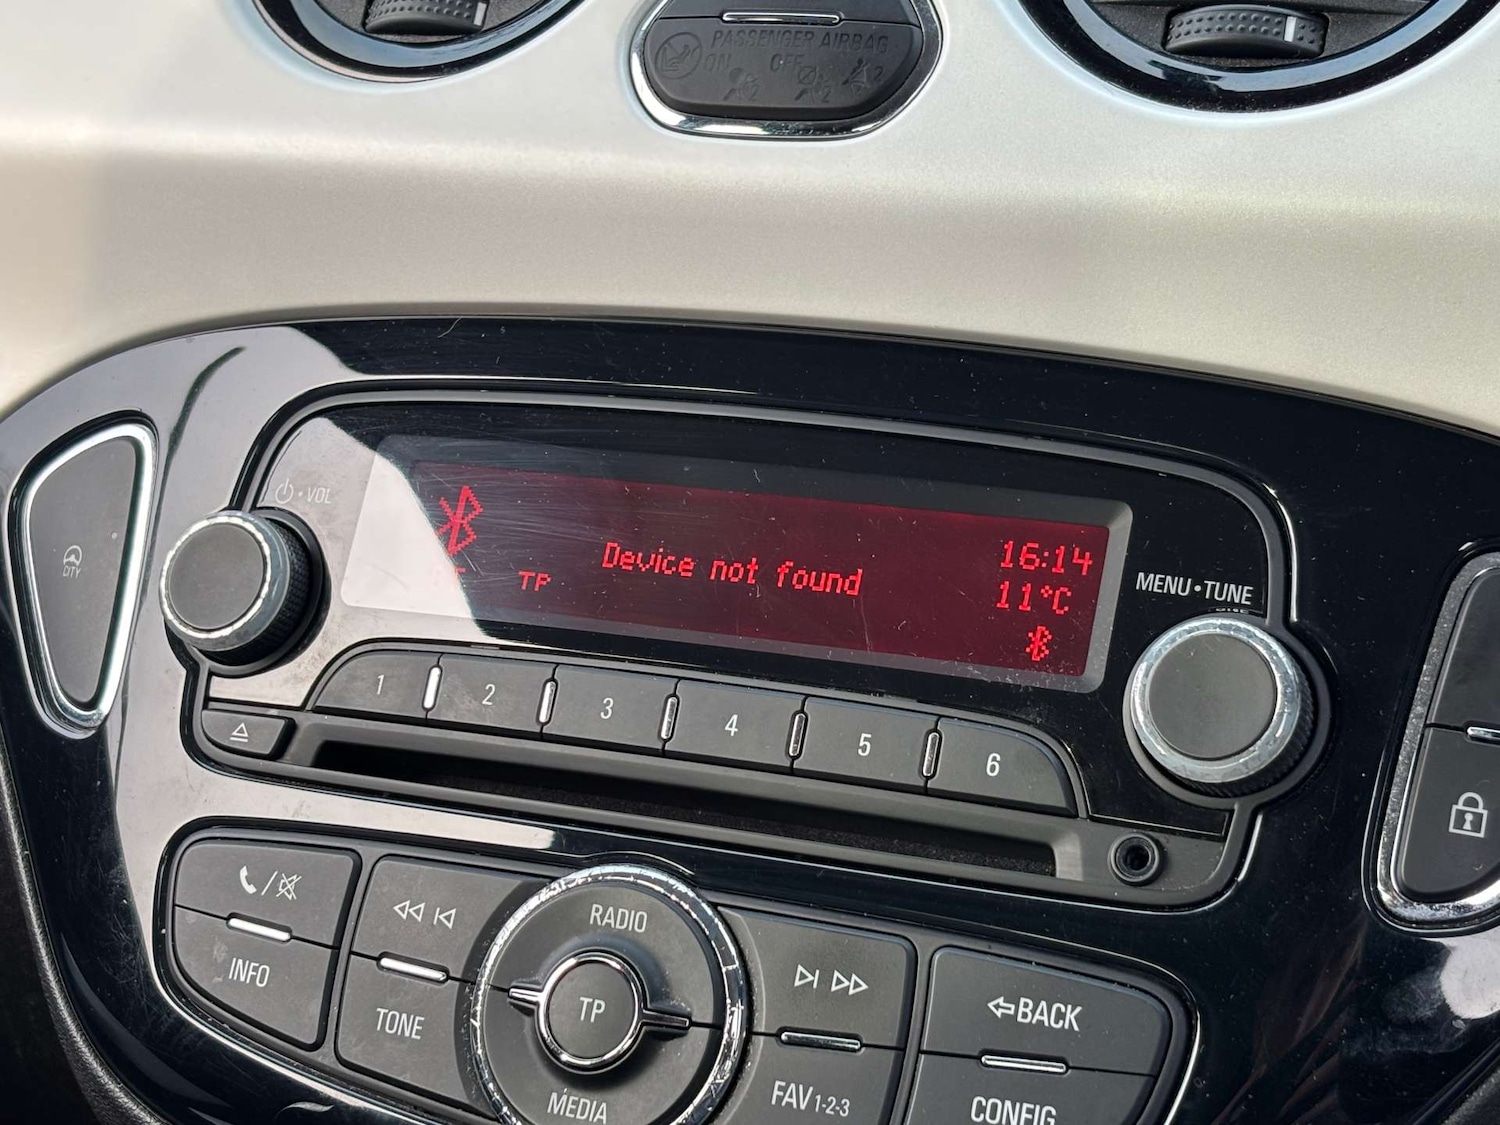 PASSENGER AIRBAG
ON OFF
2 2 2
VOL
CITY
Device not found
16:14
TP
11°C
MENU•TUNE
1 2 3 4 5 6
RADIO
INFO
TONE
TP
BACK
MEDIA
FAV 1-2-3
CONFIG